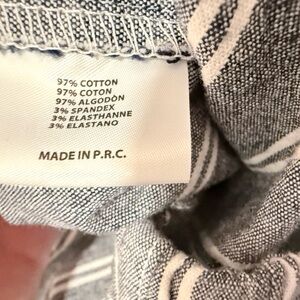 97% COTTON
97% COTON
97% ALGODÓN
3% SPANDEX
3% ELASTHANNE
3% ELASTANO
MADE IN P.R.C.